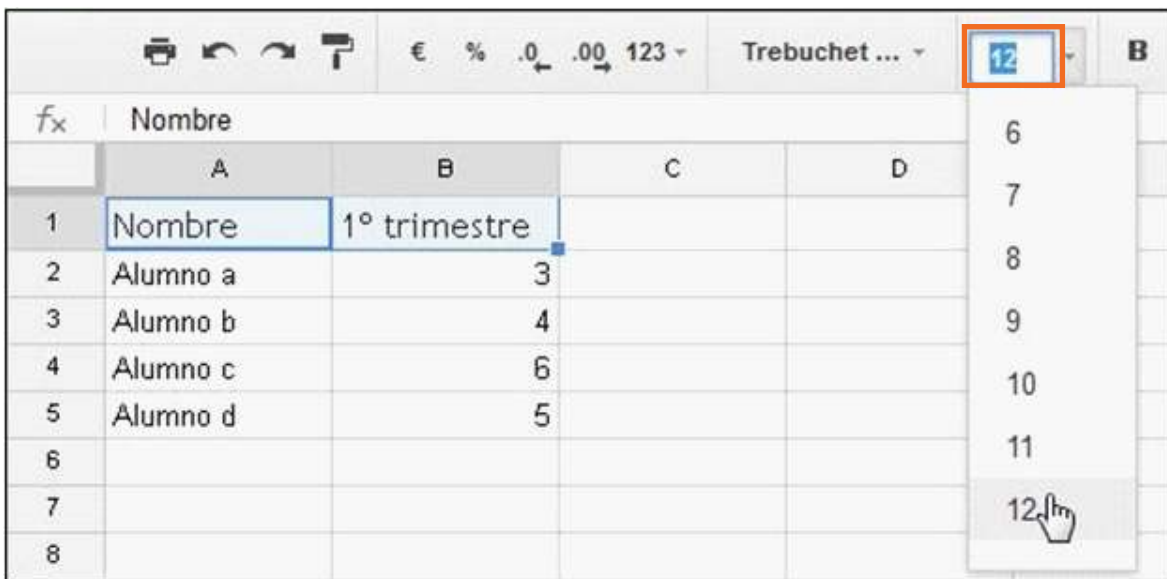 € % .0 .00 123 Trebuchet ... 12 B
fx Nombre
A B C D
1 Nombre 1º trimestre
2 Alumno a 3
3 Alumno b 4
4 Alumno c 6
5 Alumno d 5
6
7
8
6
7
8
9
10
11
12